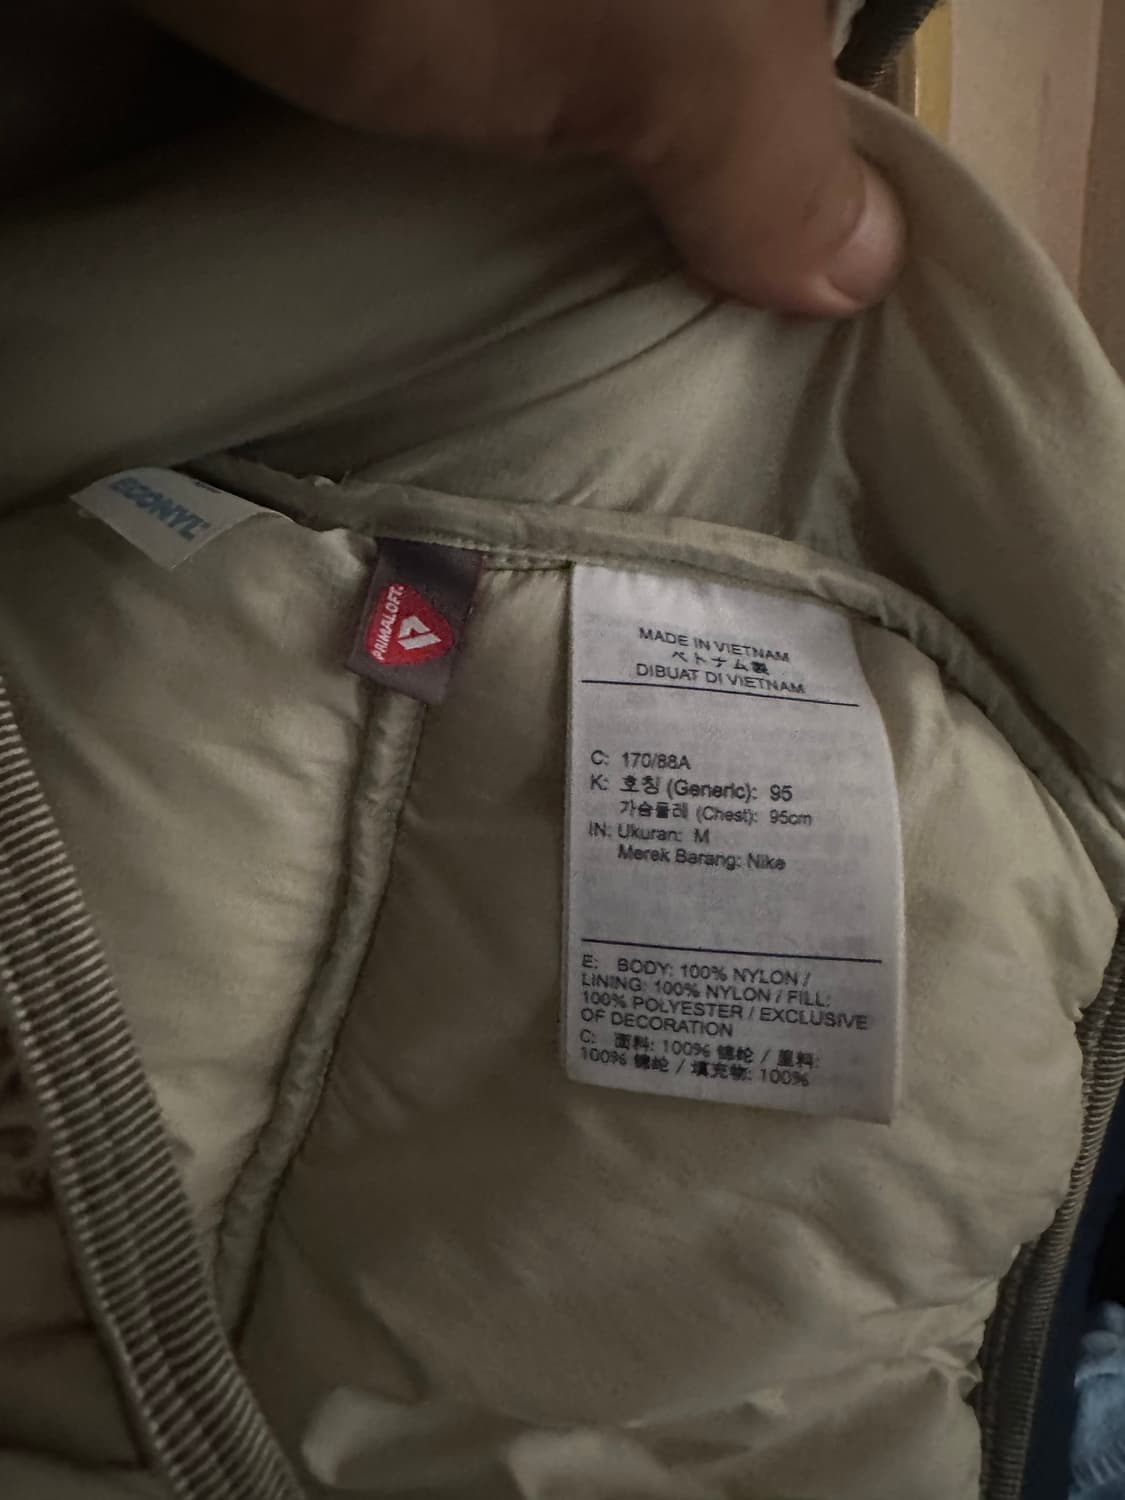 ECONYL®
PRIMALOFT®
MADE IN VIETNAM
ベトナム製
DIBUAT DI VIETNAM
C: 170/88A
K: 호칭 (Generic): 95
가슴둘레 (Chest): 95cm
IN: Ukuran: M
Merek Barang: Nike
E: BODY: 100% NYLON /
LINING: 100% NYLON / FILL:
100% POLYESTER / EXCLUSIVE
OF DECORATION
C: 面料: 100% 锦纶 / 里料:
100% 锦纶 / 填充物: 100%